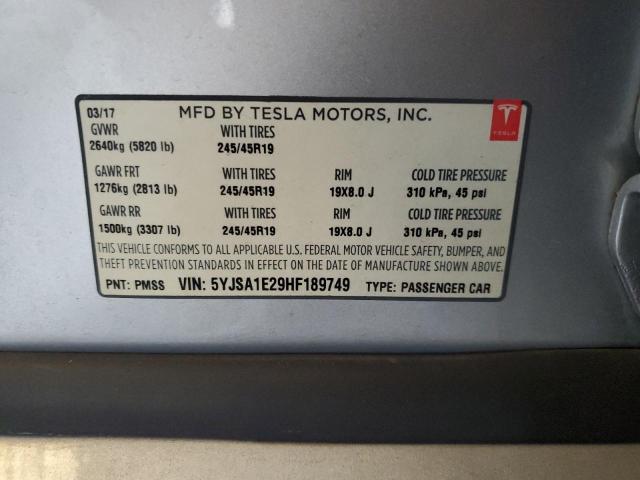 03/17 MFD BY TESLA MOTORS, INC.
TESLA
GVWR WITH TIRES
2640kg (5820 lb) 245/45R19
GAWR FRT WITH TIRES RIM COLD TIRE PRESSURE
1276kg (2813 lb) 245/45R19 19X8.0 J 310 kPa, 45 psi
GAWR RR WITH TIRES RIM COLD TIRE PRESSURE
1500kg (3307 lb) 245/45R19 19X8.0 J 310 kPa, 45 psi
THIS VEHICLE CONFORMS TO ALL APPLICABLE U.S. FEDERAL MOTOR VEHICLE SAFETY, BUMPER, AND
THEFT PREVENTION STANDARDS IN EFFECT ON THE DATE OF MANUFACTURE SHOWN ABOVE.
PNT: PMSS VIN: 5YJSA1E29HF189749 TYPE: PASSENGER CAR